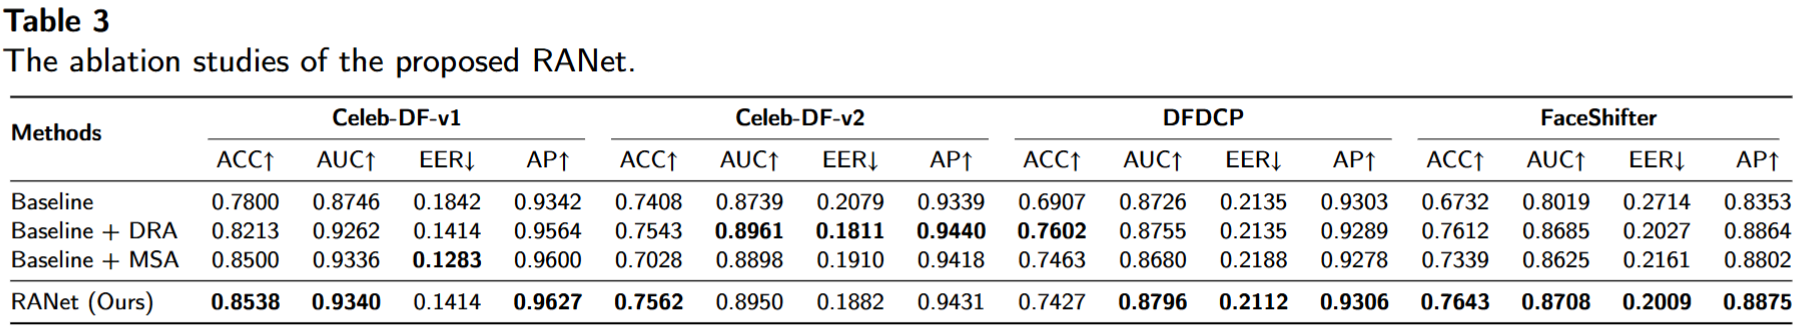 Table 3
The ablation studies of the proposed RANet.
Methods Celeb-DF-v1 Celeb-DF-v2 DFDCP FaceShifter
ACC↑ AUC↑ EER↓ AP↑ ACC↑ AUC↑ EER↓ AP↑ ACC↑ AUC↑ EER↓ AP↑ ACC↑ AUC↑ EER↓ AP↑
Baseline 0.7800 0.8746 0.1842 0.9342 0.7408 0.8739 0.2079 0.9339 0.6907 0.8726 0.2135 0.9303 0.6732 0.8019 0.2714 0.8353
Baseline + DRA 0.8213 0.9262 0.1414 0.9564 0.7543 0.8961 0.1811 0.9440 0.7602 0.8755 0.2135 0.9289 0.7612 0.8685 0.2027 0.8864
Baseline + MSA 0.8500 0.9336 0.1283 0.9600 0.7028 0.8898 0.1910 0.9418 0.7463 0.8680 0.2188 0.9278 0.7339 0.8625 0.2161 0.8802
RANet (Ours) 0.8538 0.9340 0.1414 0.9627 0.7562 0.8950 0.1882 0.9431 0.7427 0.8796 0.2112 0.9306 0.7643 0.8708 0.2009 0.8875